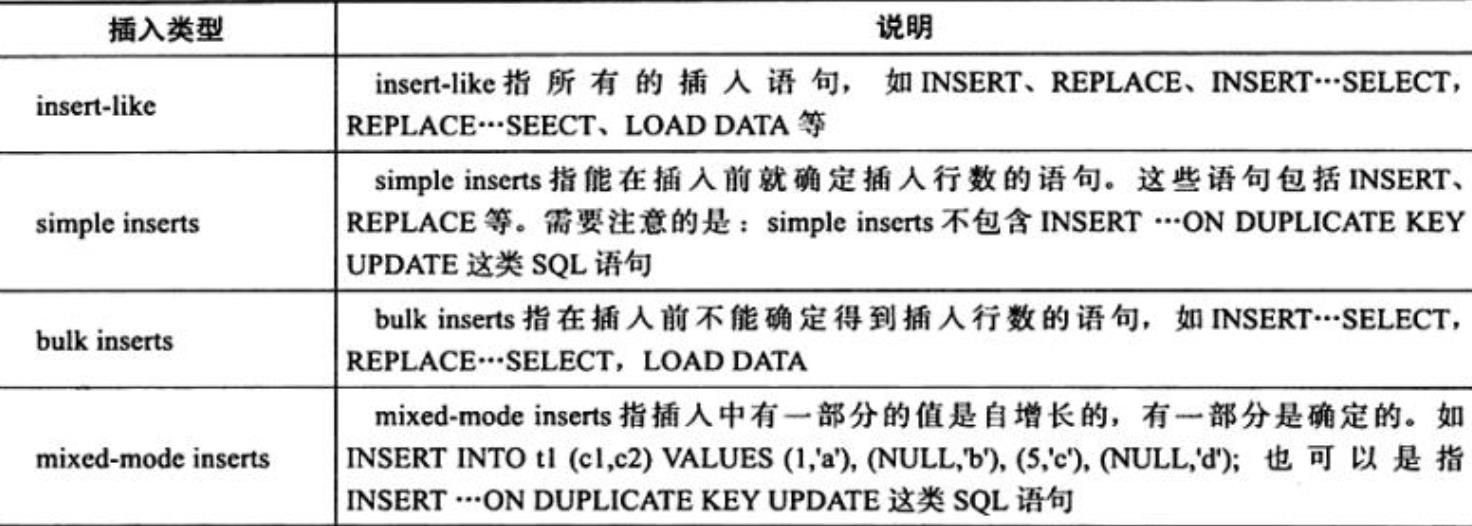 插入类型 说明
insert-like 指所有的插入语句, 如 INSERT、REPLACE、INSERT…SELECT,
insert-like
REPLACE…SEECT、LOAD DATA 等
simple inserts 指能在插入前就确定插入行数的语句。这些语句包括 INSERT、
simple inserts
REPLACE 等。需要注意的是：simple inserts 不包含 INSERT …ON DUPLICATE KEY
UPDATE 这类 SQL 语句
bulk inserts 指在插入前不能确定得到插入行数的语句, 如 INSERT…SELECT,
bulk inserts
REPLACE…SELECT, LOAD DATA
mixed-mode inserts 指插入中有一部分的值是自增长的, 有一部分是确定的。如
mixed-mode inserts
INSERT INTO t1 (c1,c2) VALUES (1,'a'), (NULL,'b'), (5,'c'), (NULL,'d'); 也可以是指
INSERT …ON DUPLICATE KEY UPDATE 这类 SQL 语句